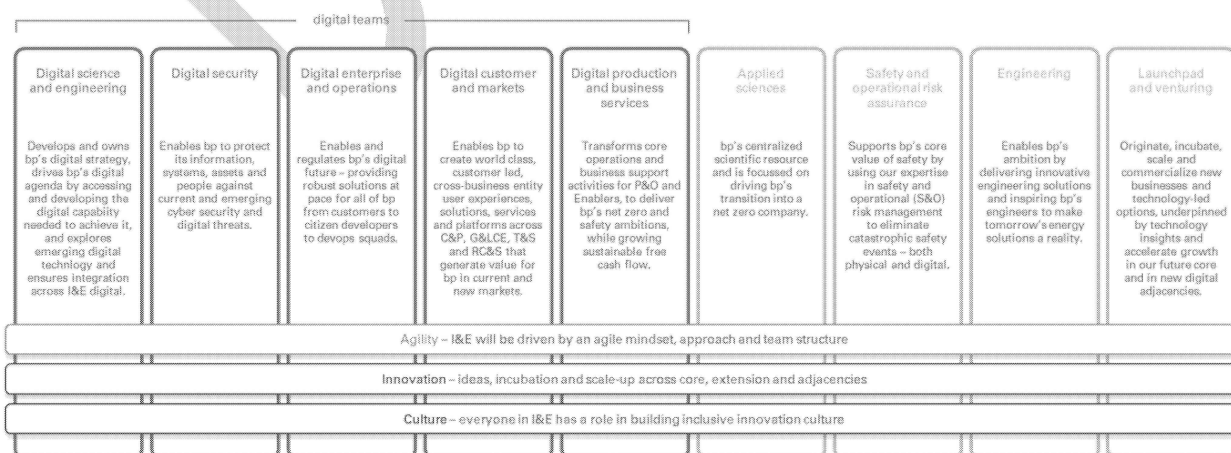 digital teams
Digital science
and engineering
Develops and owns
bp's digital strategy,
drives bp's digital
agenda by accessing
and developing the
digital capabiity
needed to achieve it,
and explores
emerging digital
technlogy and
ensures integration
across I&E digital.
Digital security
Enables bp to protect
its information,
systems, assets and
people against
current and emerging
cyber security and
digital threats.
Digital enterprise
and operations
Enables and
regulates bp's digital
future – providing
robust solutions at
pace for all of bp
from customers to
citizen developers
to devops squads.
Digital customer
and markets
Enables bp to
create world class,
customer led,
cross-business entity
user experiences,
solutions, services
and platforms across
C&P, G&LCE, T&S
and RC&S that
generate value for
bp in current and
new markets.
Digital production
and business
services
Transforms core
operations and
business support
activities for P&O and
Enablers, to deliver
bp's net zero and
safety ambitions,
while growing
sustainable free
cash flow.
Applied
sciences
bp's centralized
scientific resource
and is focussed on
driving bp's
transition into a
net zero company.
Safety and
operational risk
assurance
Supports bp's core
value of safety by
using our expertise
in safety and
operational (S&O)
risk management
to eliminate
catastrophic safety
events – both
physical and digital.
Engineering
Enables bp's
ambition by
delivering innovative
engineering solutions
and inspiring bp's
engineers to make
tomorrow's energy
solutions a reality.
Launchpad
and venturing
Originate, incubate,
scale and
commercialize new
businesses and
technology-led
options, underpinned
by technology
insights and
accelerate growth
in our future core
and in new digital
adjacencies.
Agility – I&E will be driven by an agile mindset, approach and team structure
Innovation – ideas, incubation and scale-up across core, extension and adjacencies
Culture – everyone in I&E has a role in building inclusive innovation culture